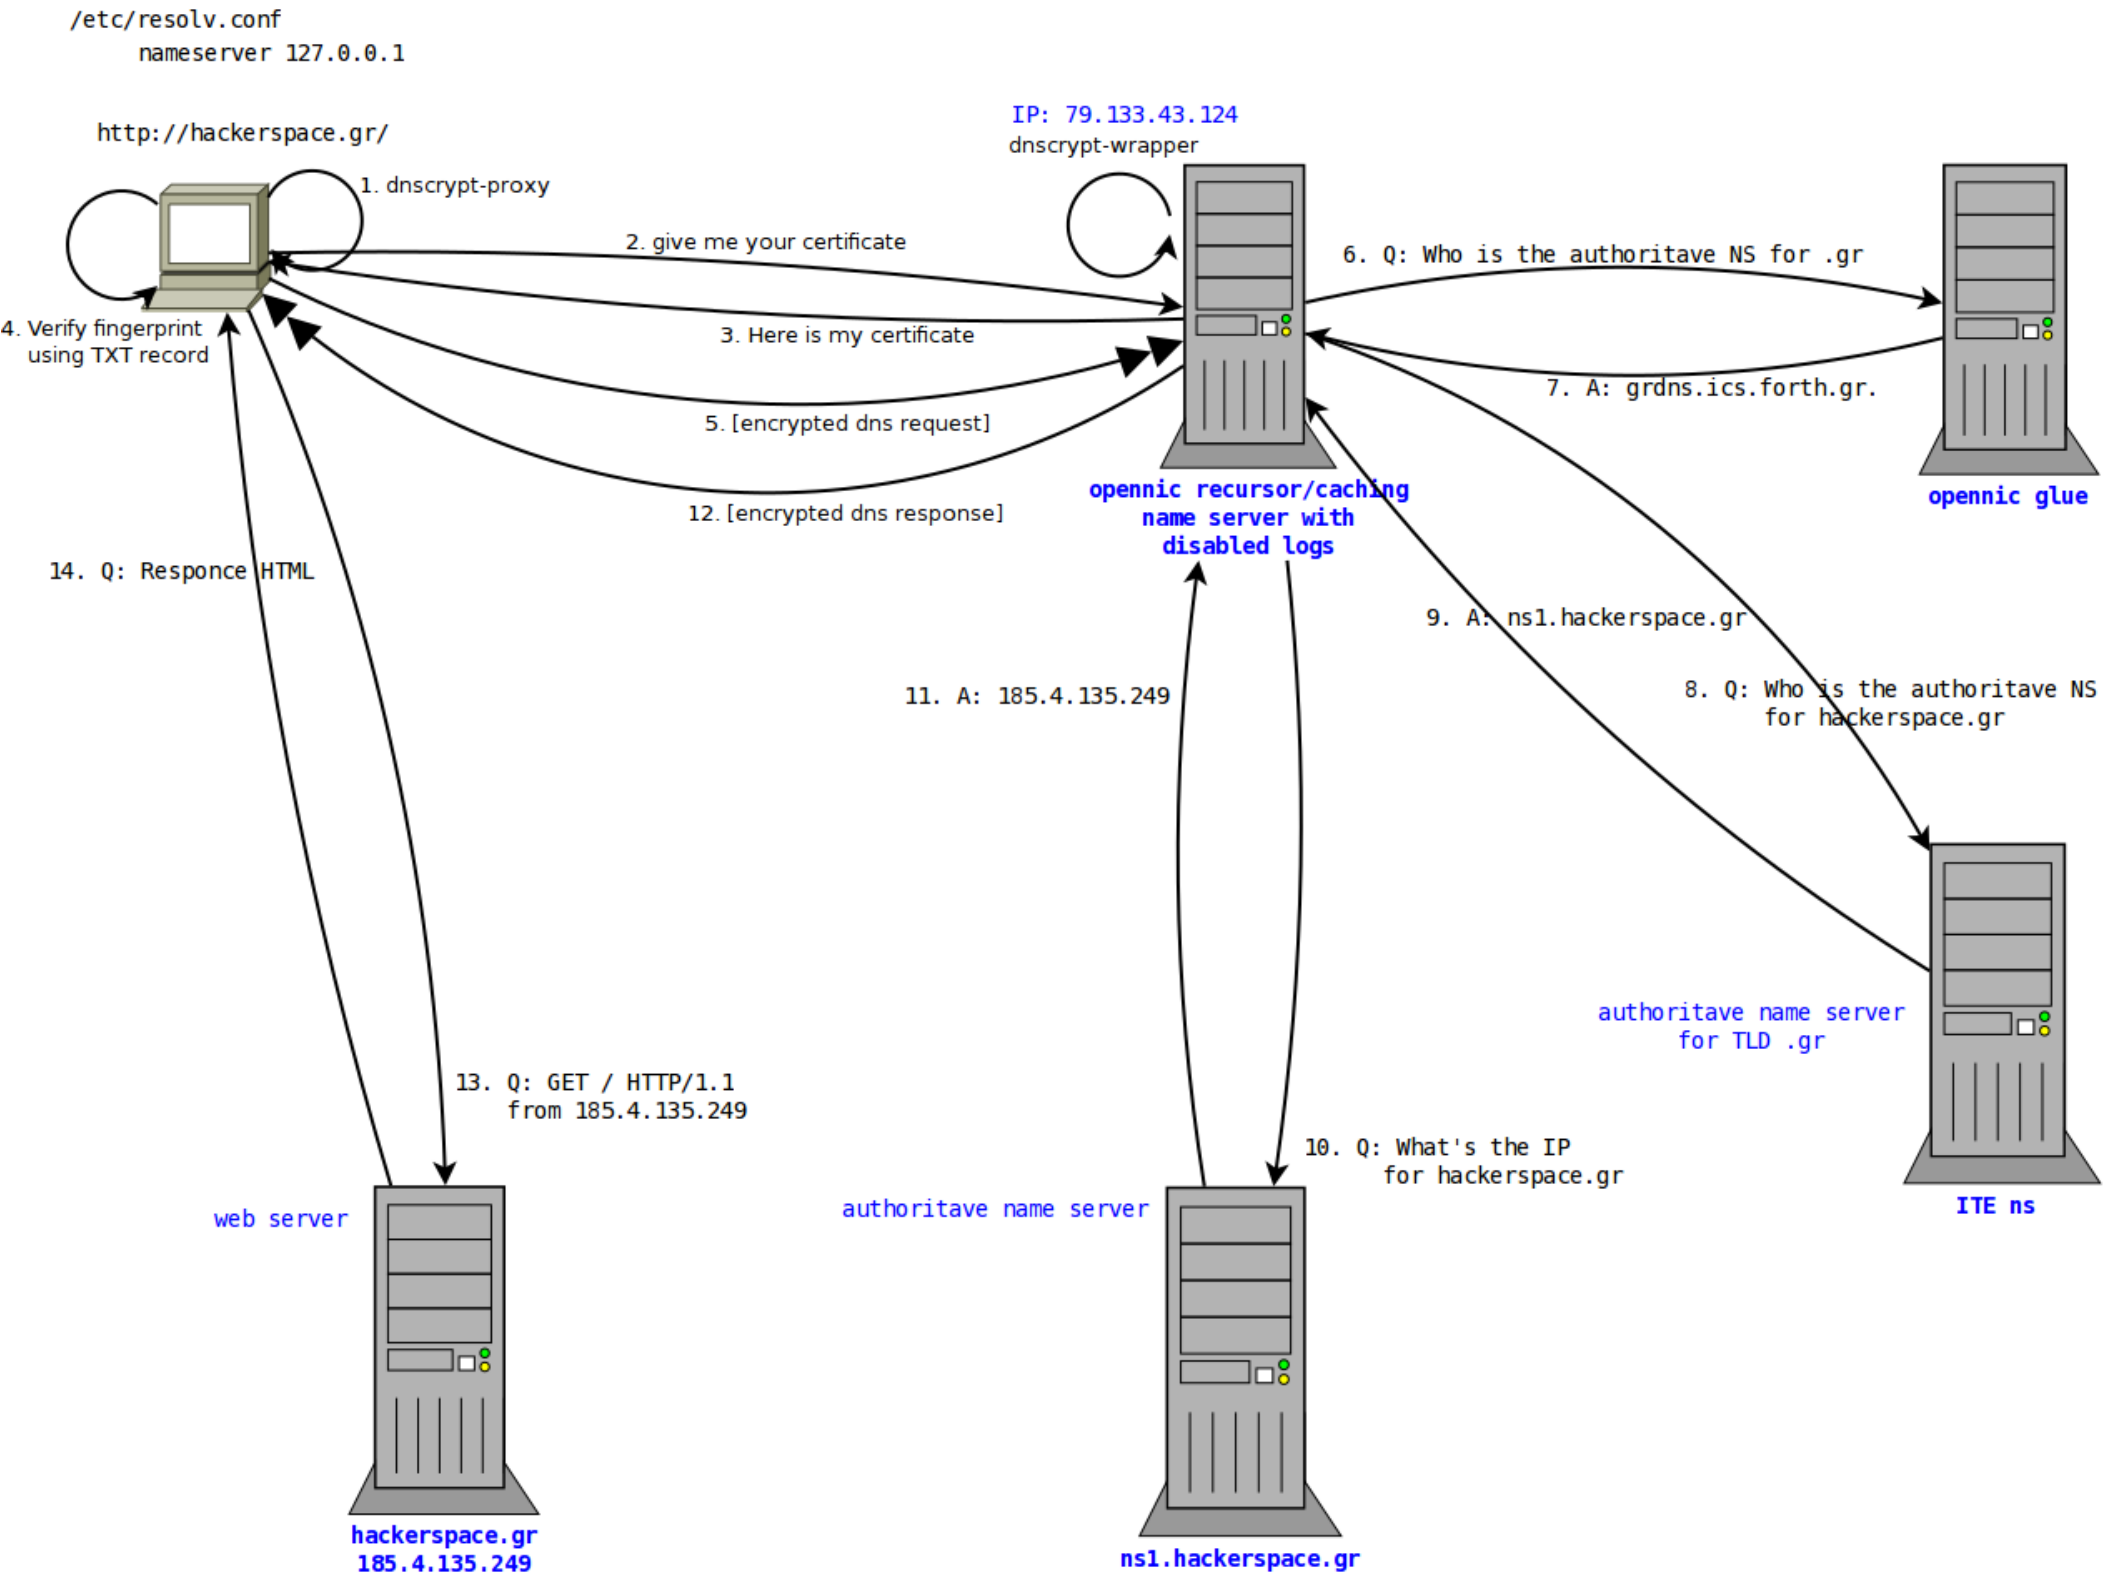 /etc/resolv.conf
nameserver 127.0.0.1
http://hackerspace.gr/
IP: 79.133.43.124
dnscrypt-wrapper
1. dnscrypt-proxy
2. give me your certificate
3. Here is my certificate
4. Verify fingerprint
using TXT record
5. [encrypted dns request]
6. Q: Who is the authoritave NS for .gr
7. A: grdns.ics.forth.gr.
opennic recursor/caching
name server with
disabled logs
opennic glue
12. [encrypted dns response]
14. Q: Responce HTML
9. A: ns1.hackerspace.gr
8. Q: Who is the authoritave NS
for hackerspace.gr
11. A: 185.4.135.249
authoritave name server
for TLD .gr
13. Q: GET / HTTP/1.1
from 185.4.135.249
10. Q: What's the IP
for hackerspace.gr
ITE ns
web server
authoritave name server
hackerspace.gr
185.4.135.249
ns1.hackerspace.gr